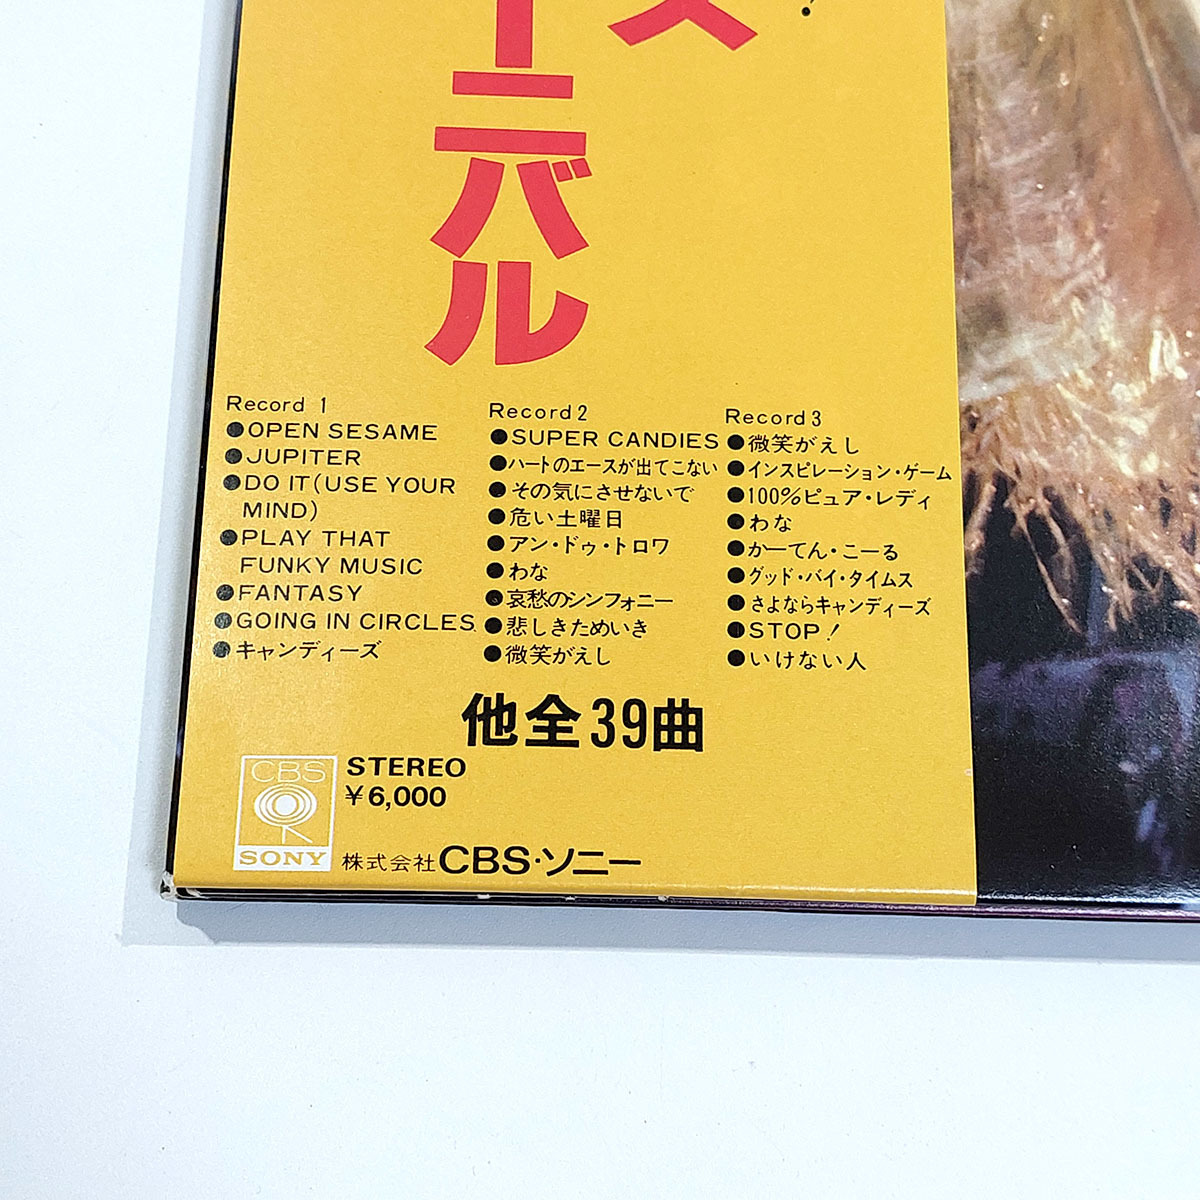 ス
!
ーニバル
Record 1
●OPEN SESAME
●JUPITER
●DO IT(USE YOUR
MIND)
●PLAY THAT
FUNKY MUSIC
●FANTASY
●GOING IN CIRCLES
●キャンディーズ
Record2
●SUPER CANDIES
●ハートのエースが出てこない
●その気にさせないで
●危い土曜日
●アン・ドゥ・トロワ
●わな
●哀愁のシンフォニー
●悲しきためいき
●微笑がえし
Record3
●微笑がえし
●インスピレーション・ゲーム
●100%ピュア・レディ
●わな
●かーてん・こーる
●グッド・バイ・タイムス
●さよならキャンディーズ
●STOP!
●いけない人
他全39曲
CBS
SONY
STEREO
¥6,000
株式会社CBS・ソニー